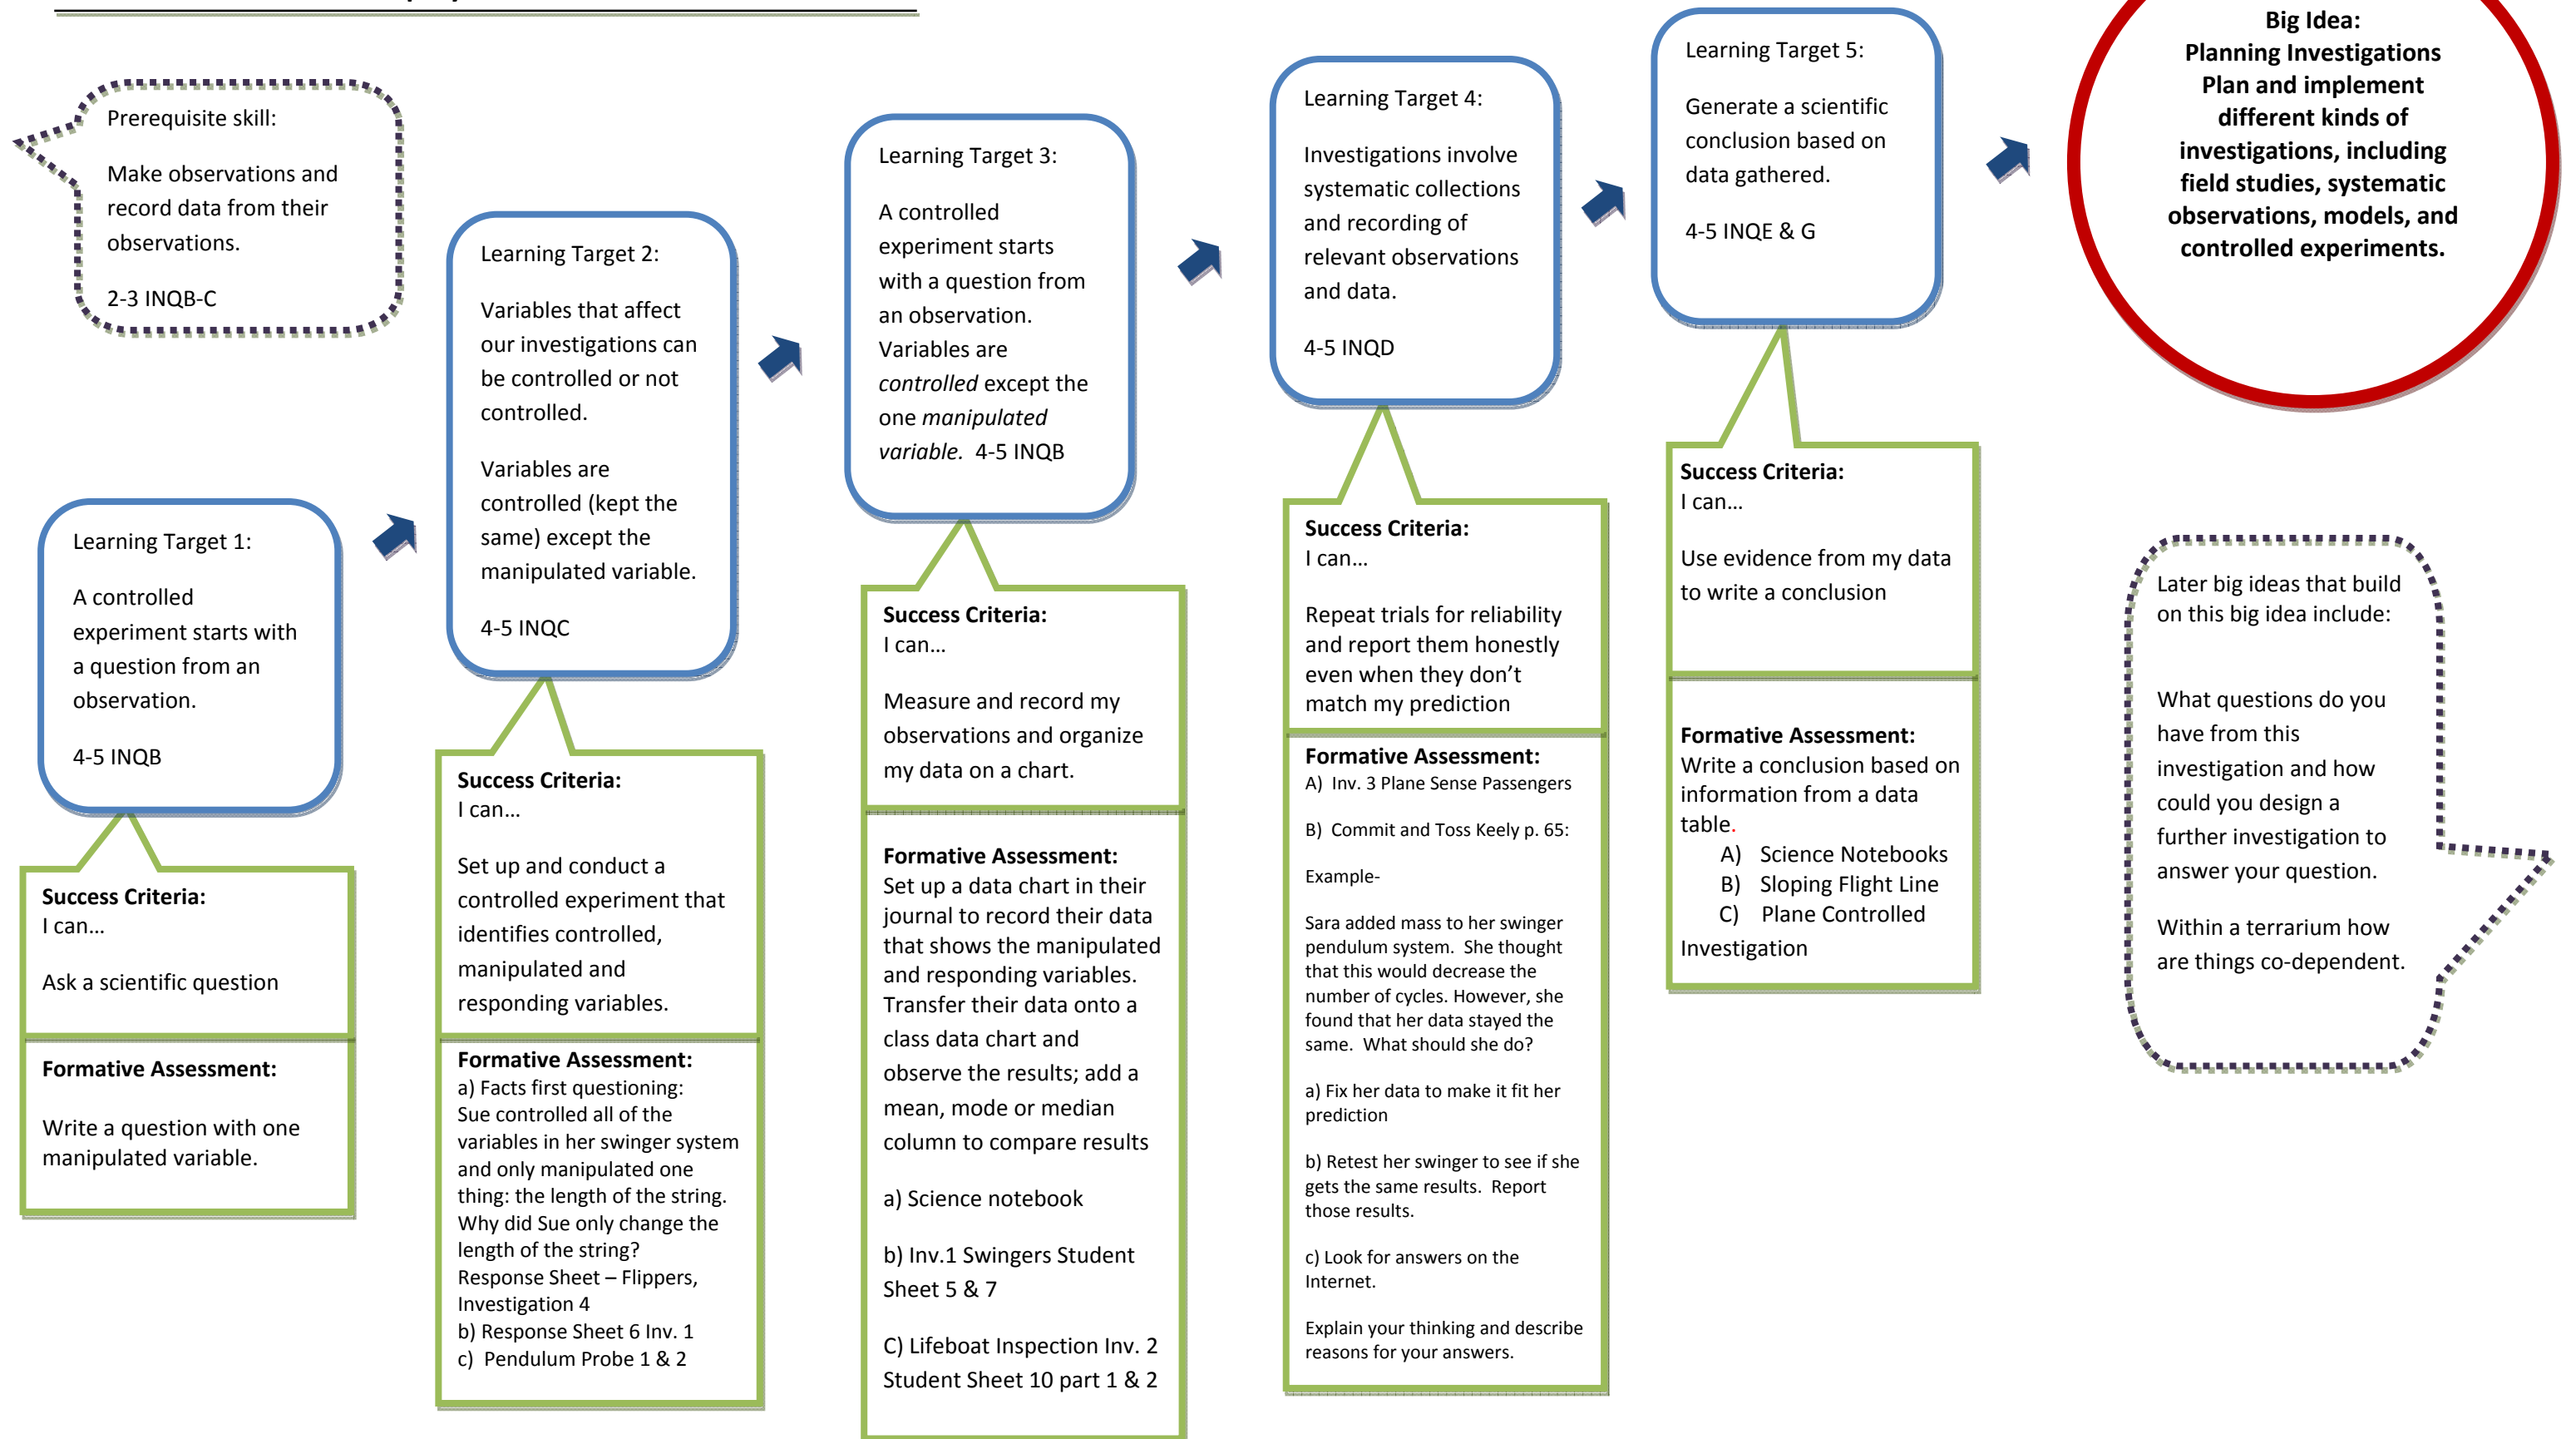 Prerequisite skill:
Make observations and
record data from their
observations.
2-3 INQB-C
Learning Target 1:
A controlled
experiment starts with
a question from an
observation.
4-5 INQB
Success Criteria:
I can…
Ask a scientific question
Formative Assessment:
Write a question with one
manipulated variable.
Learning Target 2:
Variables that affect
our investigations can
be controlled or not
controlled.
Variables are
controlled (kept the
same) except the
manipulated variable.
4-5 INQC
Success Criteria:
I can…
Set up and conduct a
controlled experiment that
identifies controlled,
manipulated and
responding variables.
Formative Assessment:
a) Facts first questioning:
Sue controlled all of the
variables in her swinger system
and only manipulated one
thing: the length of the string.
Why did Sue only change the
length of the string?
Response Sheet – Flippers,
Investigation 4
b) Response Sheet 6 Inv. 1
c) Pendulum Probe 1 & 2
Learning Target 3:
A controlled
experiment starts
with a question from
an observation.
Variables are
controlled except the
one manipulated
variable. 4-5 INQB
Success Criteria:
I can…
Measure and record my
observations and organize
my data on a chart.
Formative Assessment:
Set up a data chart in their
journal to record their data
that shows the manipulated
and responding variables.
Transfer their data onto a
class data chart and
observe the results; add a
mean, mode or median
column to compare results
a) Science notebook
b) Inv.1 Swingers Student
Sheet 5 & 7
C) Lifeboat Inspection Inv. 2
Student Sheet 10 part 1 & 2
Learning Target 4:
Investigations involve
systematic collections
and recording of
relevant observations
and data.
4-5 INQD
Success Criteria:
I can…
Repeat trials for reliability
and report them honestly
even when they don’t
match my prediction
Formative Assessment:
A) Inv. 3 Plane Sense Passengers
B) Commit and Toss Keely p. 65:
Example-
Sara added mass to her swinger
pendulum system. She thought
that this would decrease the
number of cycles. However, she
found that her data stayed the
same. What should she do?
a) Fix her data to make it fit her
prediction
b) Retest her swinger to see if she
gets the same results. Report
those results.
c) Look for answers on the
Internet.
Explain your thinking and describe
reasons for your answers.
Learning Target 5:
Generate a scientific
conclusion based on
data gathered.
4-5 INQE & G
Success Criteria:
I can…
Use evidence from my data
to write a conclusion
Formative Assessment:
Write a conclusion based on
information from a data
table.
A) Science Notebooks
B) Sloping Flight Line
C) Plane Controlled
Investigation
Big Idea:
Planning Investigations
Plan and implement
different kinds of
investigations, including
field studies, systematic
observations, models, and
controlled experiments.
Later big ideas that build
on this big idea include:
What questions do you
have from this
investigation and how
could you design a
further investigation to
answer your question.
Within a terrarium how
are things co-dependent.